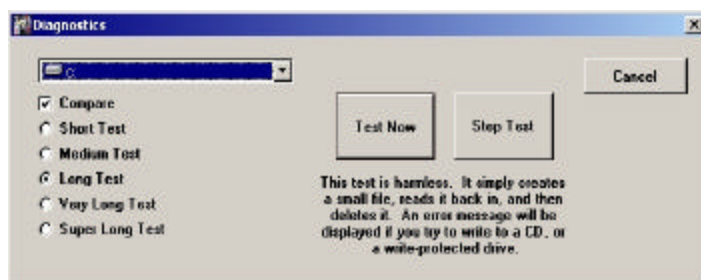 Diagnostics
c:
Cancel
Compare
Short Test
Medium Test
Long Test
Very Long Test
Super Long Test
Test Now
Stop Test
This test is harmless. It simply creates
a small file, reads it back in, and then
deletes it. An error message will be
displayed if you try to write to a CD, or
a write-protected drive.